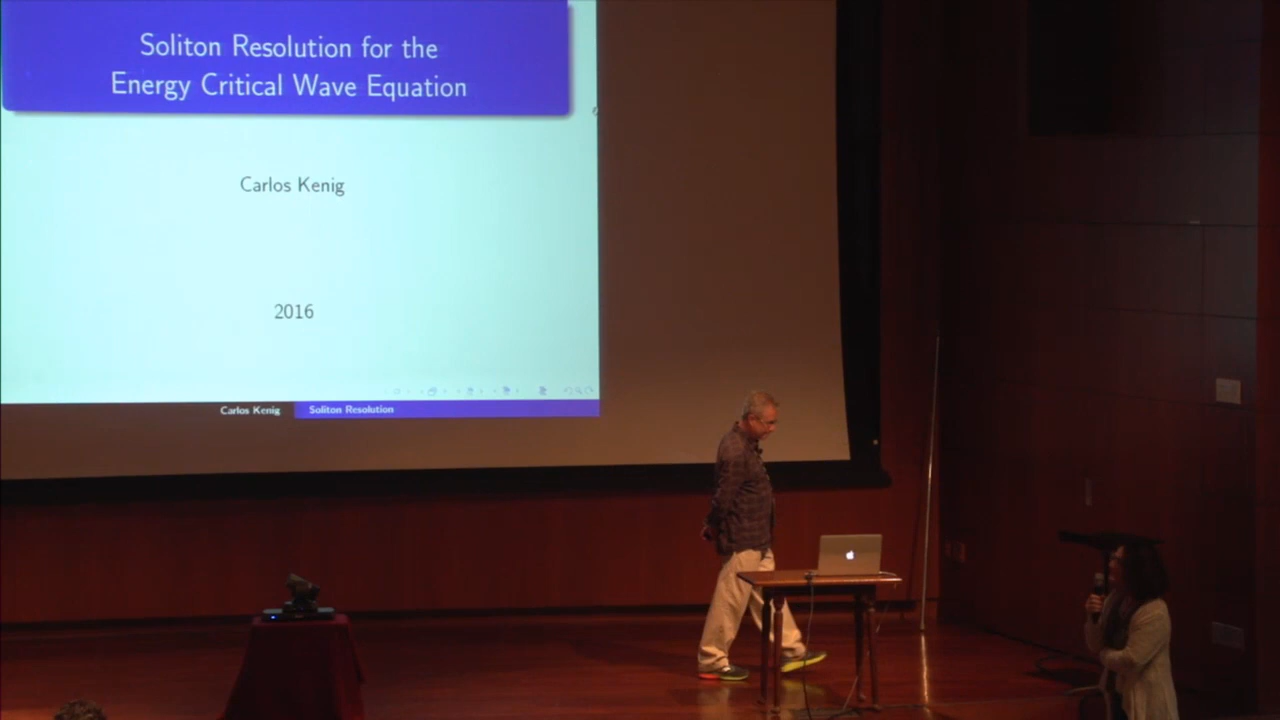 Soliton Resolution for the
Energy Critical Wave Equation
Carlos Kenig
2016
Carlos Kenig
Soliton Resolution